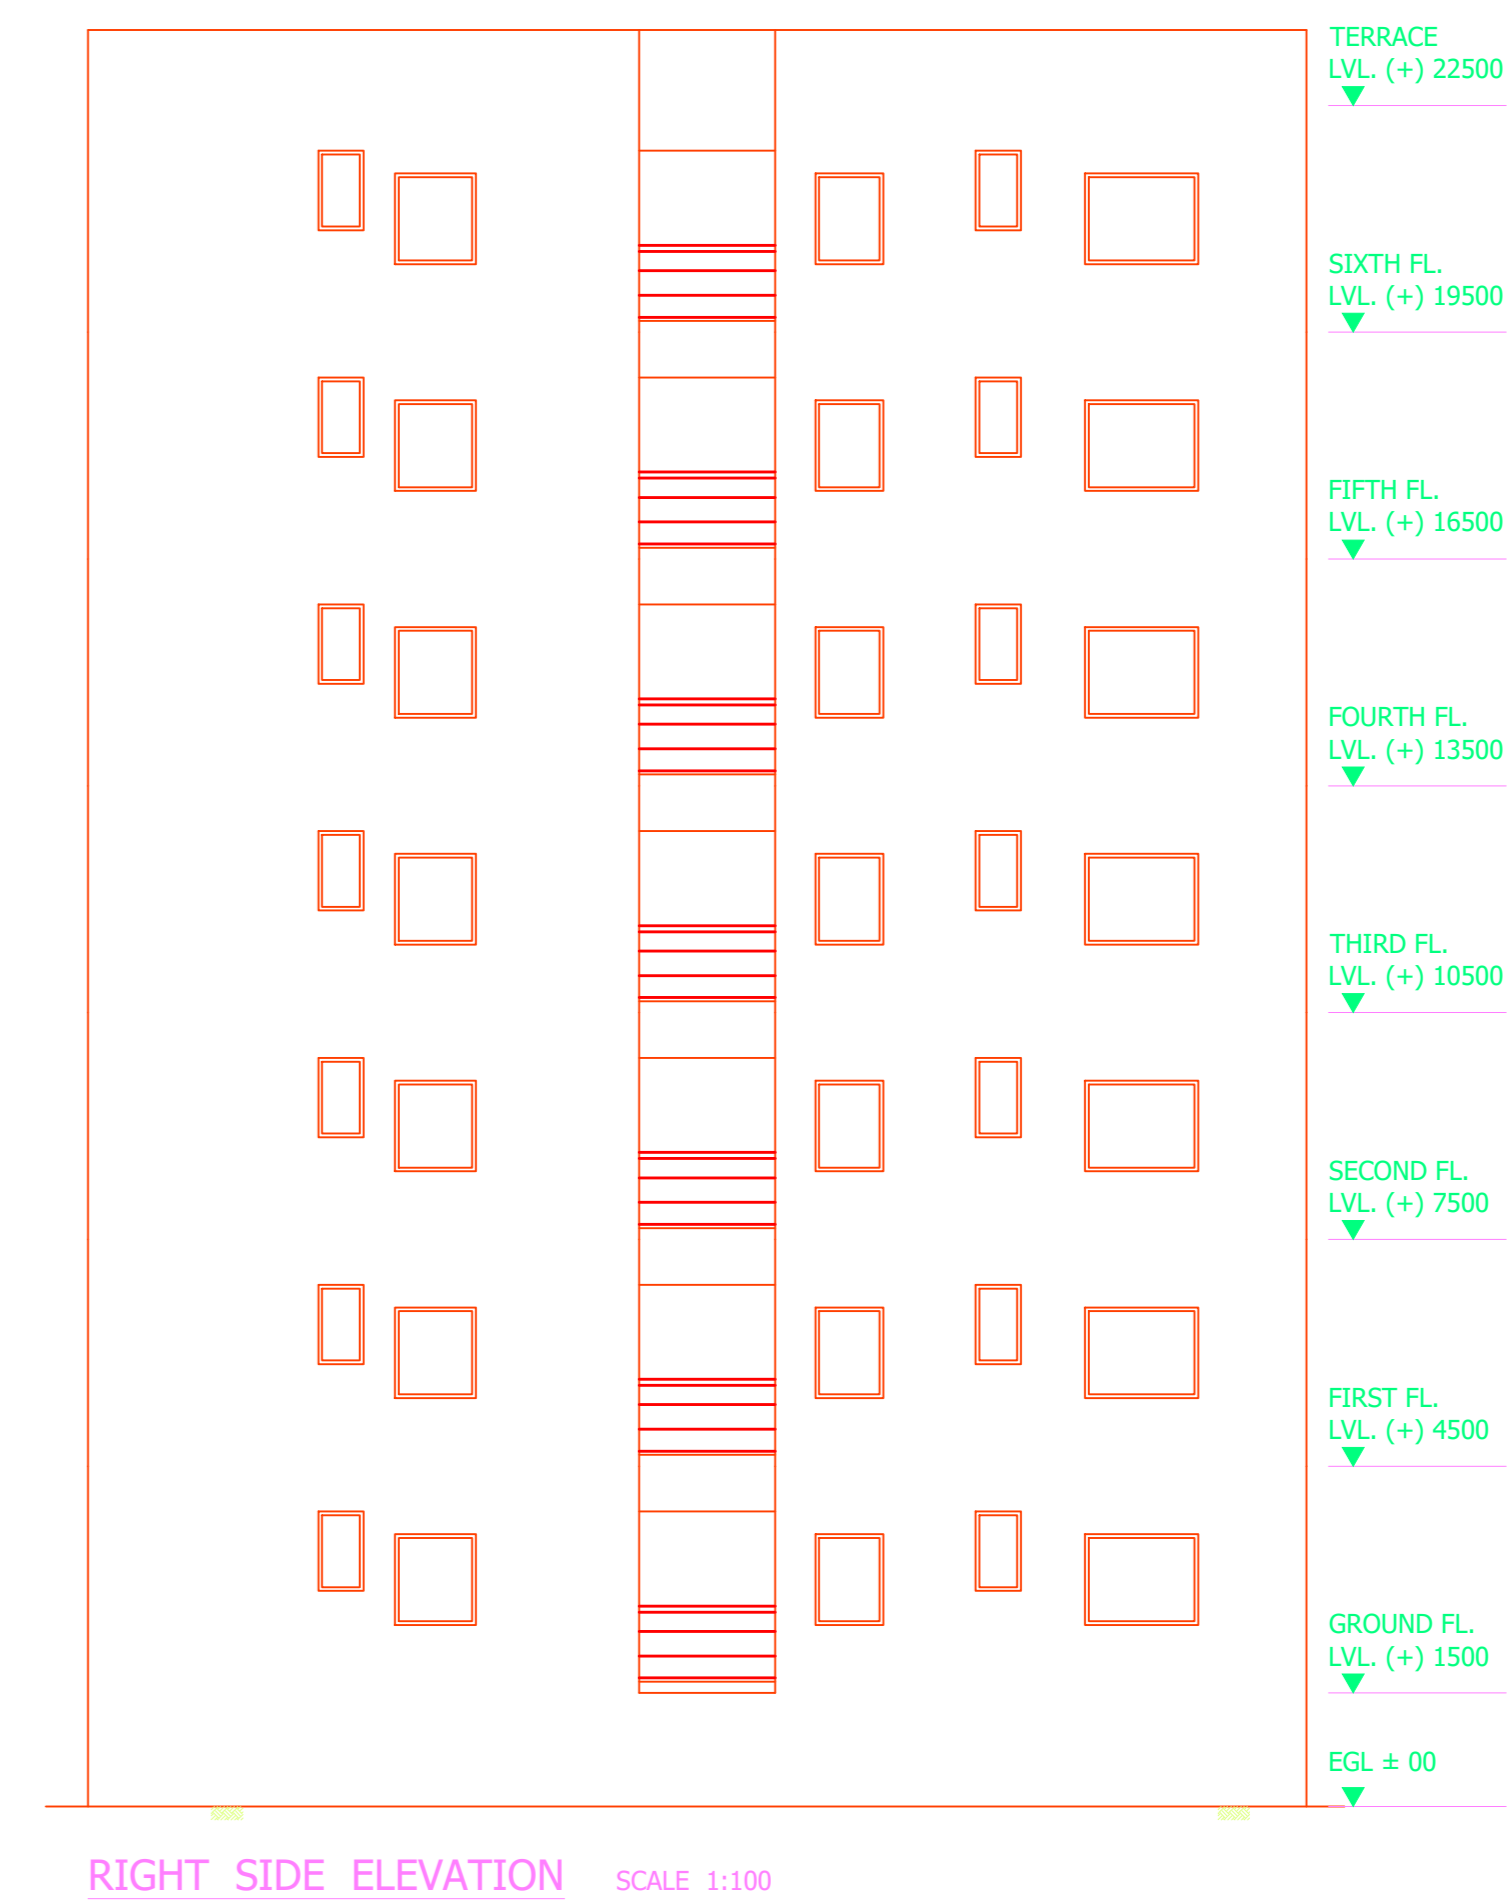 TERRACE
LVL. (+) 22500
SIXTH FL.
LVL. (+) 19500
FIFTH FL.
LVL. (+) 16500
FOURTH FL.
LVL. (+) 13500
THIRD FL.
LVL. (+) 10500
SECOND FL.
LVL. (+) 7500
FIRST FL.
LVL. (+) 4500
GROUND FL.
LVL. (+) 1500
EGL ± 00
RIGHT SIDE ELEVATION SCALE 1:100